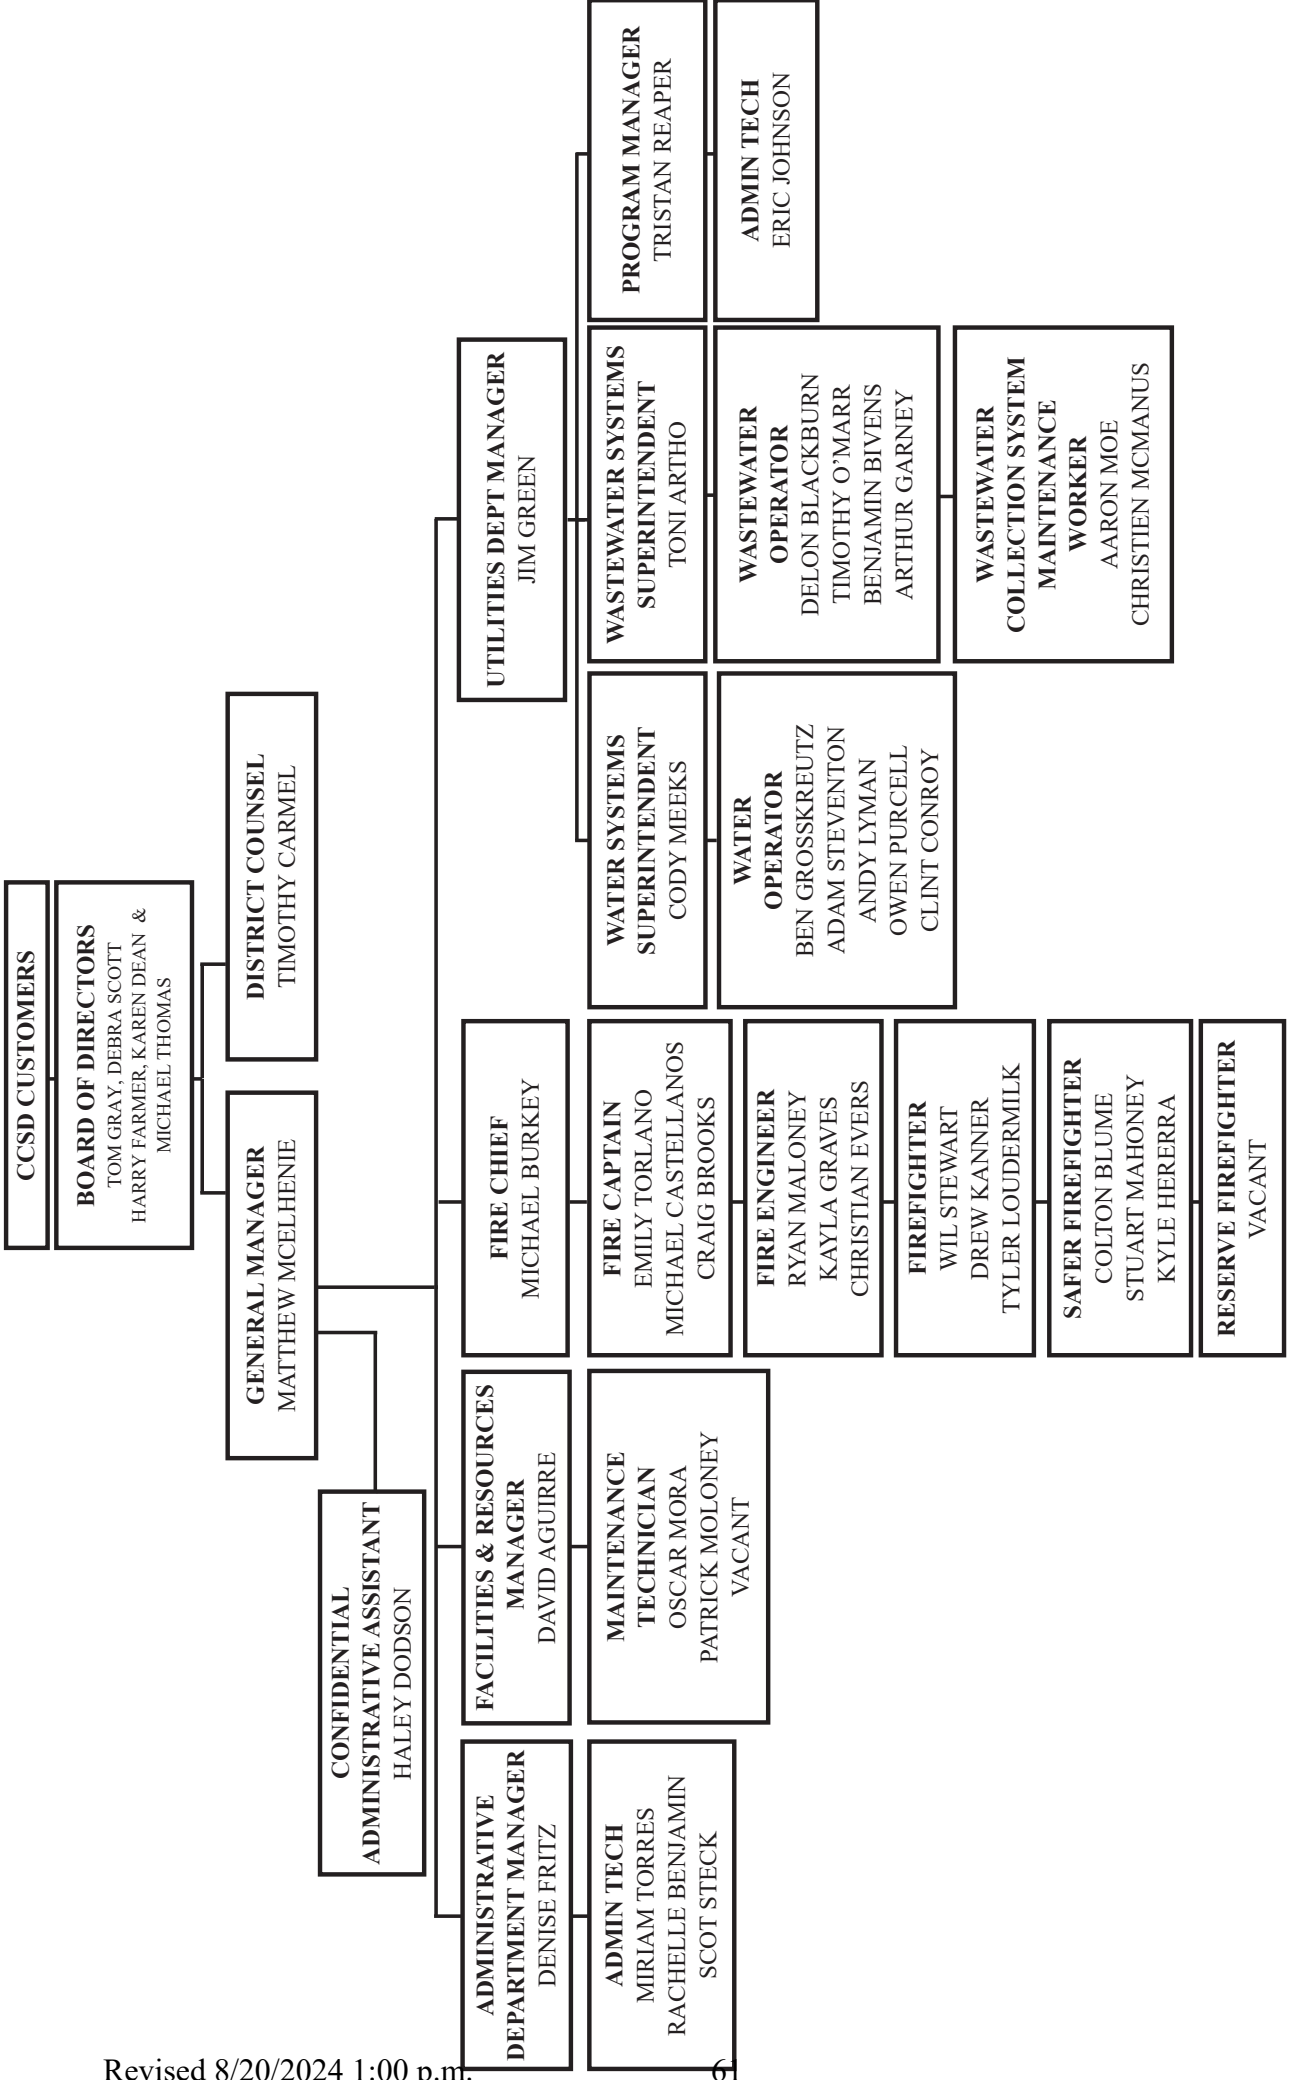 CCSD CUSTOMERS
BOARD OF DIRECTORS
TOM GRAY, DEBRA SCOTT
HARRY FARMER, KAREN DEAN &
MICHAEL THOMAS
GENERAL MANAGER
MATTHEW MCELHENIE
DISTRICT COUNSEL
TIMOTHY CARMEL
CONFIDENTIAL
ADMINISTRATIVE ASSISTANT
HALEY DODSON
ADMINISTRATIVE
DEPARTMENT MANAGER
DENISE FRITZ
ADMIN TECH
MIRIAM TORRES
RACHELLE BENJAMIN
SCOT STECK
FACILITIES & RESOURCES
MANAGER
DAVID AGUIRRE
MAINTENANCE
TECHNICIAN
OSCAR MORA
PATRICK MOLONEY
VACANT
FIRE CHIEF
MICHAEL BURKEY
FIRE CAPTAIN
EMILY TORLANO
MICHAEL CASTELLANOS
CRAIG BROOKS
FIRE ENGINEER
RYAN MALONEY
KAYLA GRAVES
CHRISTIAN EVERS
FIREFIGHTER
WIL STEWART
DREW KANNER
TYLER LOUDERMILK
SAFER FIREFIGHTER
COLTON BLUME
STUART MAHONEY
KYLE HERERRA
RESERVE FIREFIGHTER
VACANT
UTILITIES DEPT MANAGER
JIM GREEN
WATER SYSTEMS
SUPERINTENDENT
CODY MEEKS
WATER
OPERATOR
BEN GROSSKREUTZ
ADAM STEVENTON
ANDY LYMAN
OWEN PURCELL
CLINT CONROY
WASTEWATER SYSTEMS
SUPERINTENDENT
TONI ARTHO
WASTEWATER
OPERATOR
DELON BLACKBURN
TIMOTHY O’MARR
BENJAMIN BIVENS
ARTHUR GARNEY
WASTEWATER
COLLECTION SYSTEM
MAINTENANCE
WORKER
AARON MOE
CHRISTIEN MCMANUS
PROGRAM MANAGER
TRISTAN REAPER
ADMIN TECH
ERIC JOHNSON
Revised 8/20/2024 1:00 p.m.
61